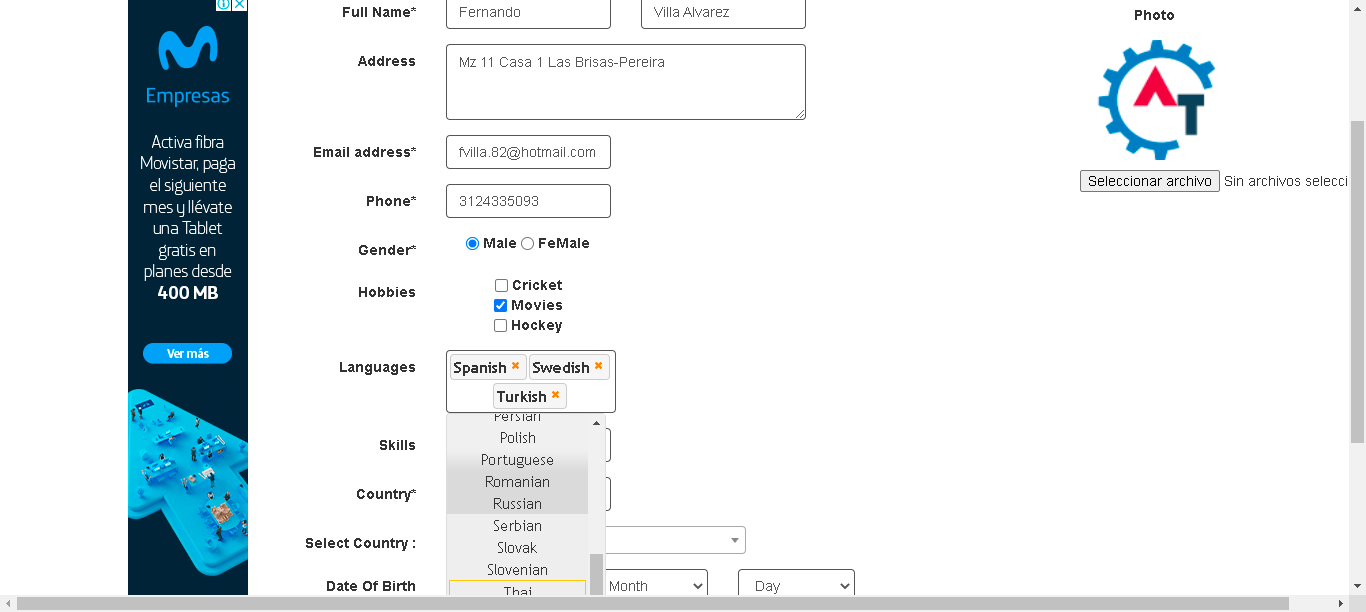 Empresas
Activa fibra
Movistar, paga
el siguiente
mes y llévate
una Tablet
gratis en
planes desde
400 MB
Ver más
Full Name* Fernando Villa Alvarez
Address Mz 11 Casa 1 Las Brisas-Pereira
Email address* fvilla.82@hotmail.com
Phone* 3124335093
Gender* Male FeMale
Hobbies Cricket
Movies
Hockey
Languages Spanish Swedish
Turkish
Persian
Polish
Portuguese
Romanian
Russian
Serbian
Slovak
Slovenian
Thai
Skills
Country*
Select Country :
Date Of Birth Month Day
Photo
AT
Seleccionar archivo Sin archivos selecci